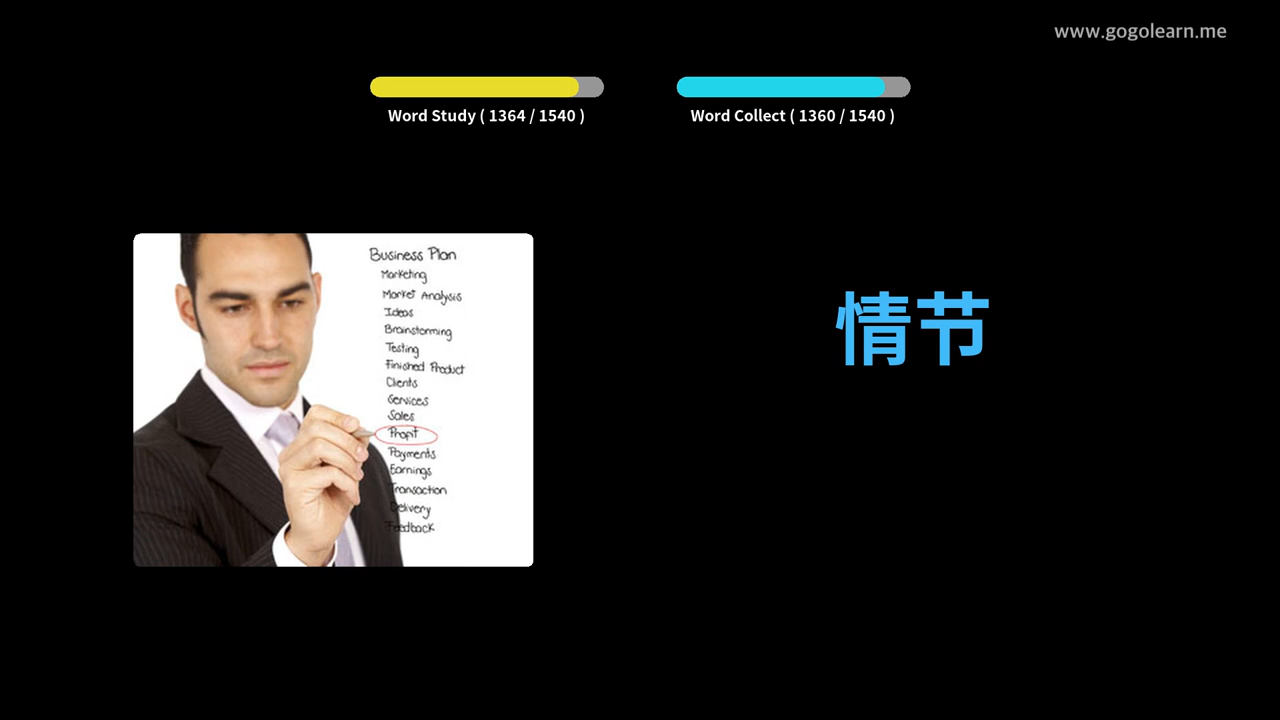 www.gogolearn.me
Word Study ( 1364 / 1540 )
Word Collect ( 1360 / 1540 )
Business Plan
Marketing
Market Analysis
Ideas
Brainstorming
Testing
Finished Product
Clients
Services
Sales
Profit
Payments
Earnings
Transaction
Delivery
Feedback
情节